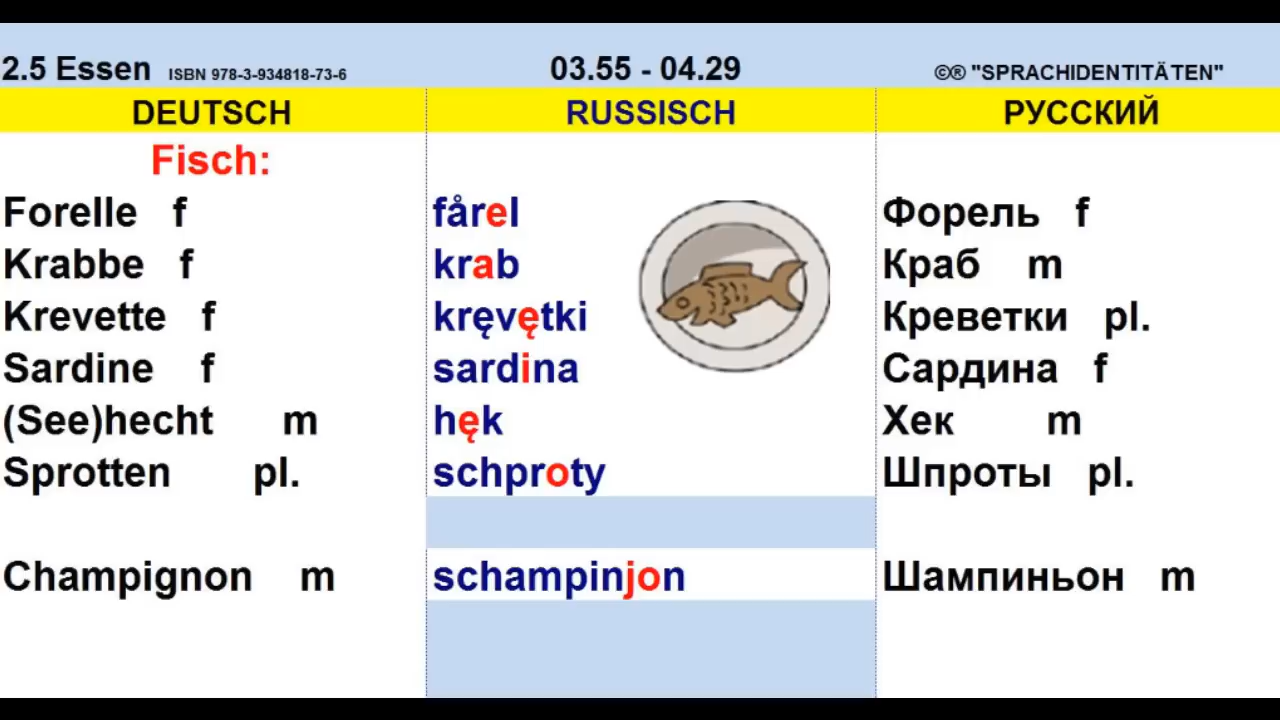 2.5 Essen ISBN 978-3-934818-73-6 03.55 - 04.29 ©® "SPRACHIDENTITÄTEN"
DEUTSCH RUSSISCH РУССКИЙ
Fisch:
Forelle f fårel Форель f
Krabbe f krab Краб m
Krevette f kręvętki Креветки pl.
Sardine f sardina Сардина f
(See)hecht m hęk Хек m
Sprotten pl. schproty Шпроты pl.
Champignon m schampinjon Шампиньон m